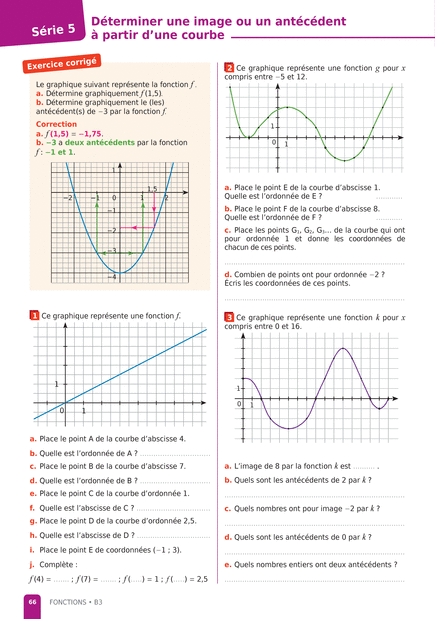 Série 5
Déterminer une image ou un antécédent
à partir d'une courbe
Exercice corrigé
Le graphique suivant représente la fonction f.
a. Détermine graphiquement f(1,5).
b. Détermine graphiquement le (les)
antécédent(s) de −3 par la fonction f.
Correction
a. f(1,5) = −1,75.
b. −3 a deux antécédents par la fonction
f : −1 et 1.
1
1,5
−2
−1
0
1
2
−1
−2
−3
−4
1 Ce graphique représente une fonction f.
1
0
1
a. Place le point A de la courbe d'abscisse 4.
b. Quelle est l'ordonnée de A ? ..............................
c. Place le point B de la courbe d'abscisse 7.
d. Quelle est l'ordonnée de B ? ..............................
e. Place le point C de la courbe d'ordonnée 1.
f. Quelle est l'abscisse de C ? ..............................
g. Place le point D de la courbe d'ordonnée 2,5.
h. Quelle est l'abscisse de D ? ..............................
i. Place le point E de coordonnées (−1 ; 3).
j. Complète :
f(4) = ....... ; f(7) = ....... ; f(.....) = 1 ; f(.....) = 2,5
2 Ce graphique représente une fonction g pour x
compris entre −5 et 12.
1
0
1
a. Place le point E de la courbe d'abscisse 1.
Quelle est l'ordonnée de E ? ............
b. Place le point F de la courbe d'abscisse 8.
Quelle est l'ordonnée de F ? ............
c. Place les points G₁, G₂, G₃... de la courbe qui ont
pour ordonnée 1 et donne les coordonnées de
chacun de ces points.
d. Combien de points ont pour ordonnée −2 ?
Écris les coordonnées de ces points.
3 Ce graphique représente une fonction k pour x
compris entre 0 et 16.
1
0
1
a. L'image de 8 par la fonction k est .......... .
b. Quels sont les antécédents de 2 par k ?
c. Quels nombres ont pour image −2 par k ?
d. Quels sont les antécédents de 0 par k ?
e. Quels nombres entiers ont deux antécédents ?
66
FONCTIONS • B3